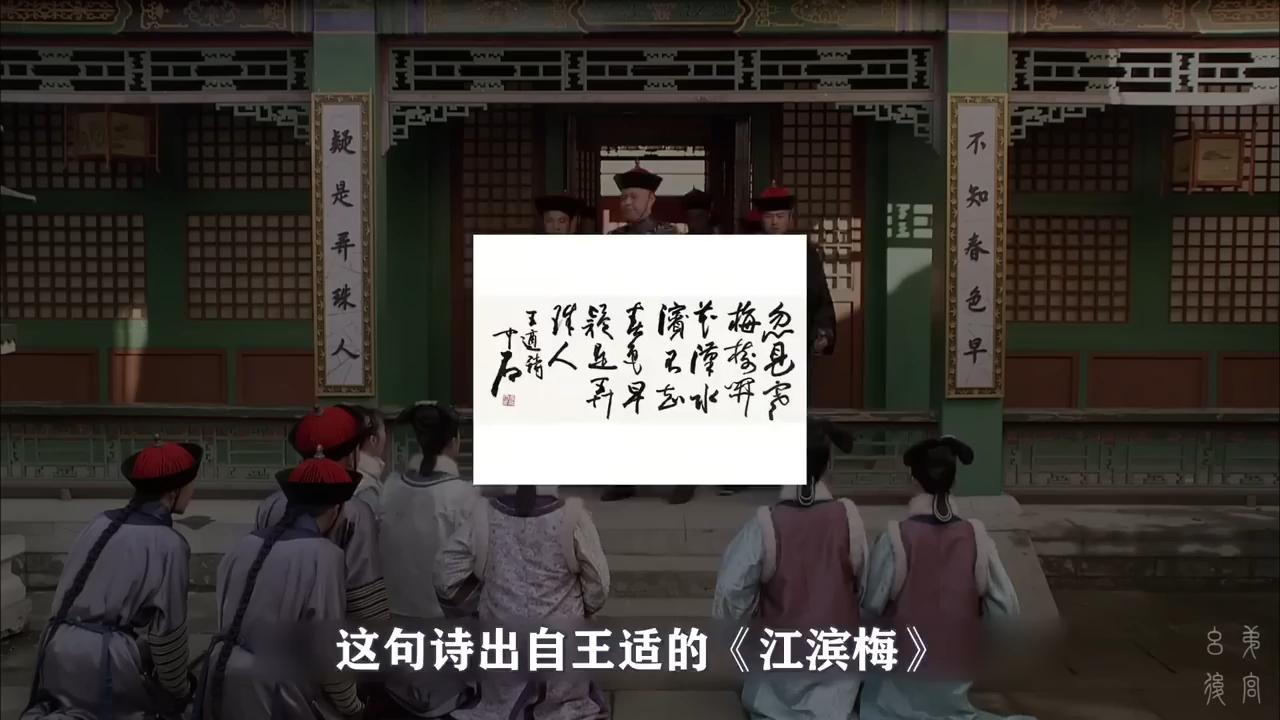 不知春色早
疑是弄珠人
忽見寒
梅樹開
花漢水
濱不知
春色早
疑是弄
珠人
王適詩
中石
这句诗出自王适的《江滨梅》